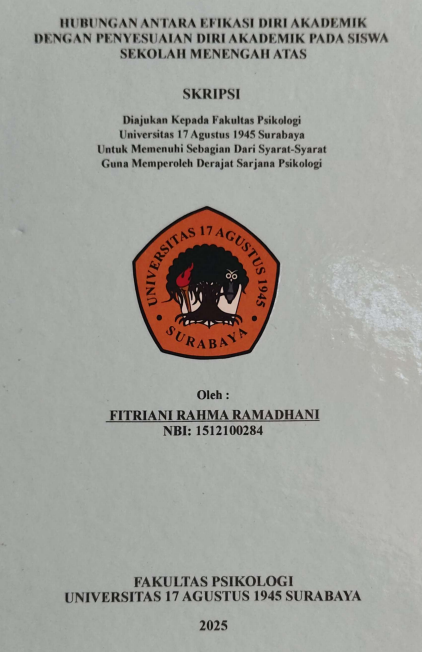 HUBUNGAN ANTARA EFIKASI DIRI AKADEMIK
DENGAN PENYESUAIAN DIRI AKADEMIK PADA SISWA
SEKOLAH MENENGAH ATAS
SKRIPSI
Diajukan Kepada Fakultas Psikologi
Universitas 17 Agustus 1945 Surabaya
Untuk Memenuhi Sebagian Dari Syarat-Syarat
Guna Memperoleh Derajat Sarjana Psikologi
UNIVERSITAS 17 AGUSTUS 1945
• SURABAYA •
Oleh :
FITRIANI RAHMA RAMADHANI
NBI: 1512100284
FAKULTAS PSIKOLOGI
UNIVERSITAS 17 AGUSTUS 1945 SURABAYA
2025